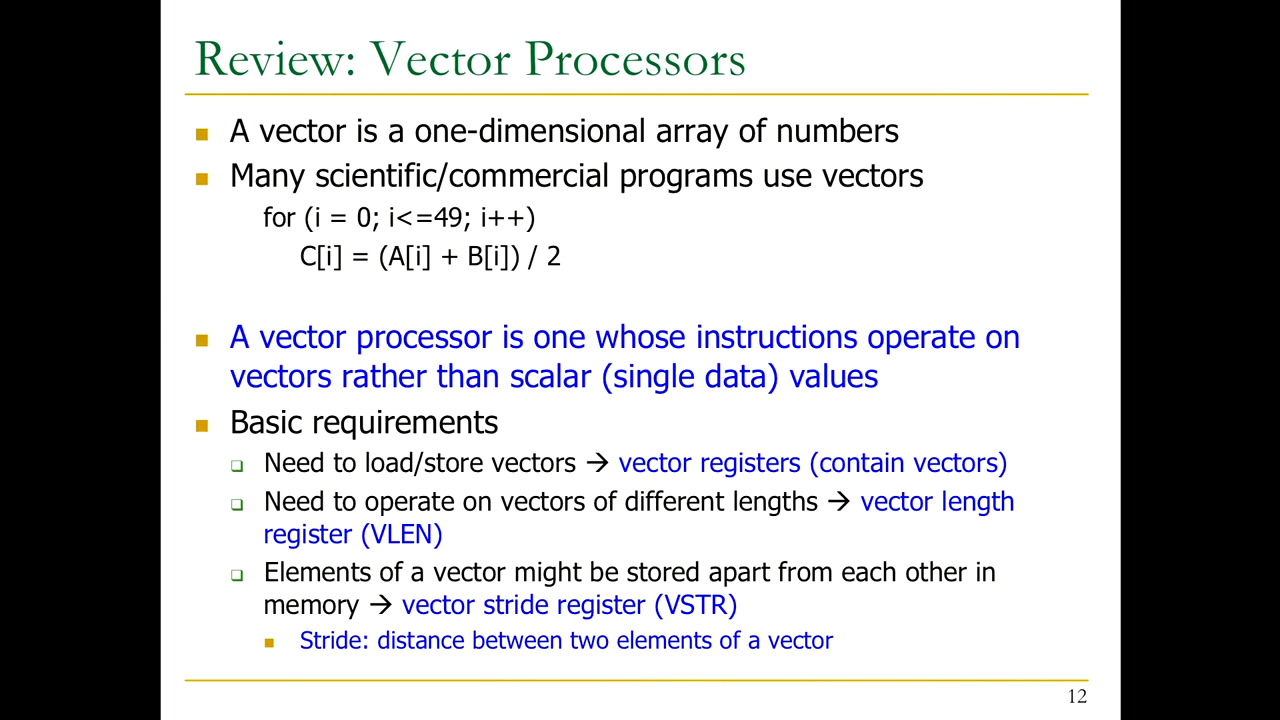 Review: Vector Processors
A vector is a one-dimensional array of numbers
Many scientific/commercial programs use vectors
for (i = 0; i<=49; i++)
C[i] = (A[i] + B[i]) / 2
A vector processor is one whose instructions operate on
vectors rather than scalar (single data) values
Basic requirements
Need to load/store vectors → vector registers (contain vectors)
Need to operate on vectors of different lengths → vector length
register (VLEN)
Elements of a vector might be stored apart from each other in
memory → vector stride register (VSTR)
Stride: distance between two elements of a vector
12